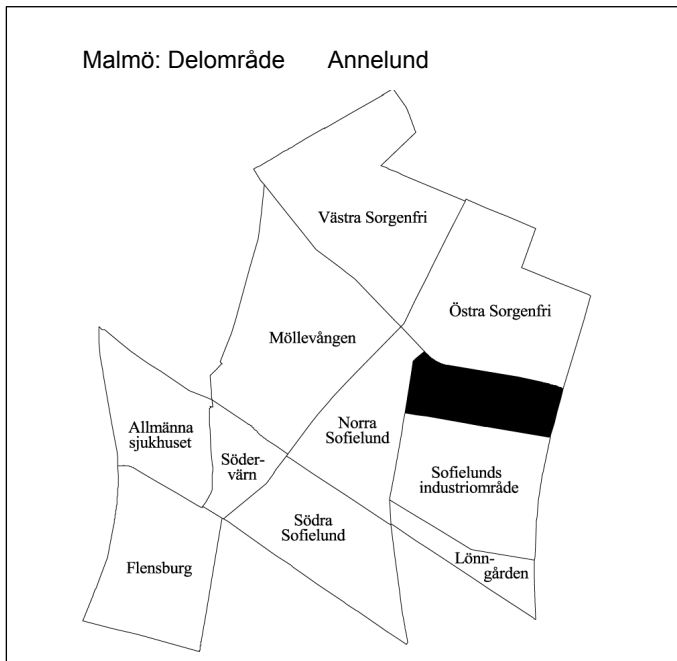 Malmö: Delområde Annelund
Västra Sorgenfri
Östra Sorgenfri
Möllevången
Norra
Sofielund
Allmänna
sjukhuset
Söder-
värn
Sofielunds
industriområde
Södra
Sofielund
Lönn-
gården
Flensburg